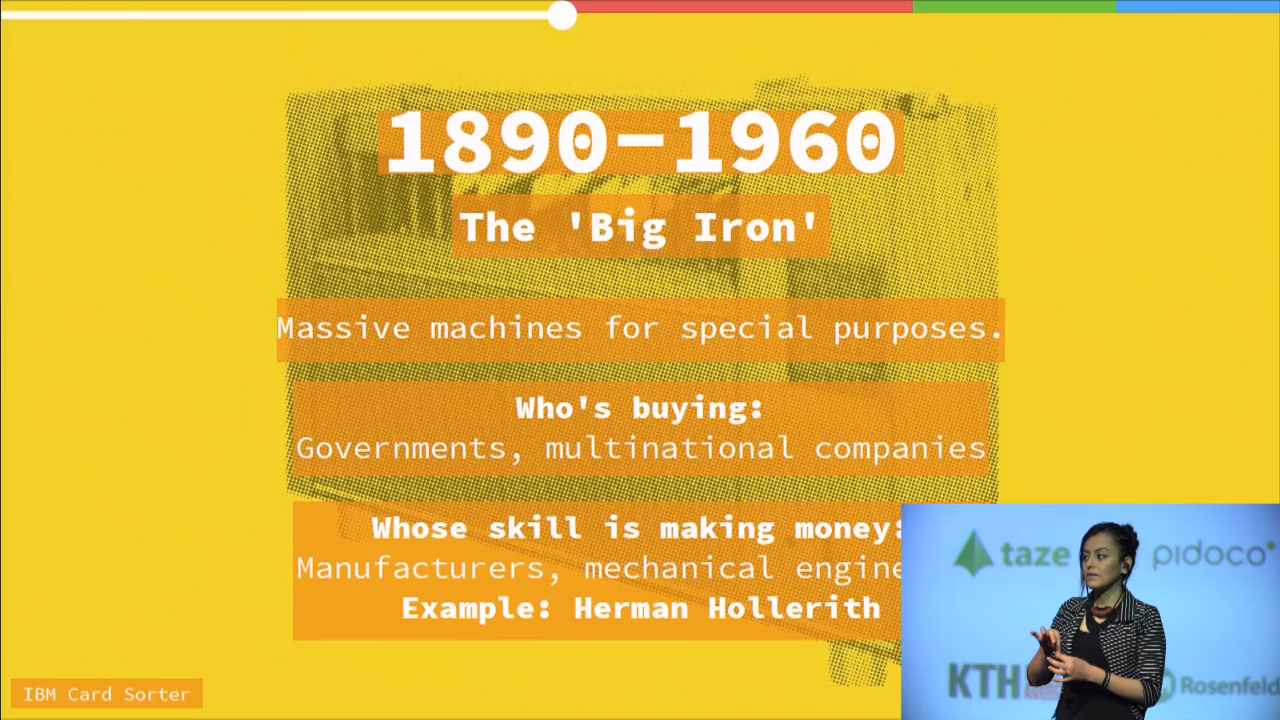 1890-1960
The 'Big Iron'
Massive machines for special purposes.
Who's buying:
Governments, multinational companies
Whose skill is making money:
Manufacturers, mechanical
Example: Herman Hollerith
IBM Card Sorter
taze
pidoco
KTH
Rosenfeld